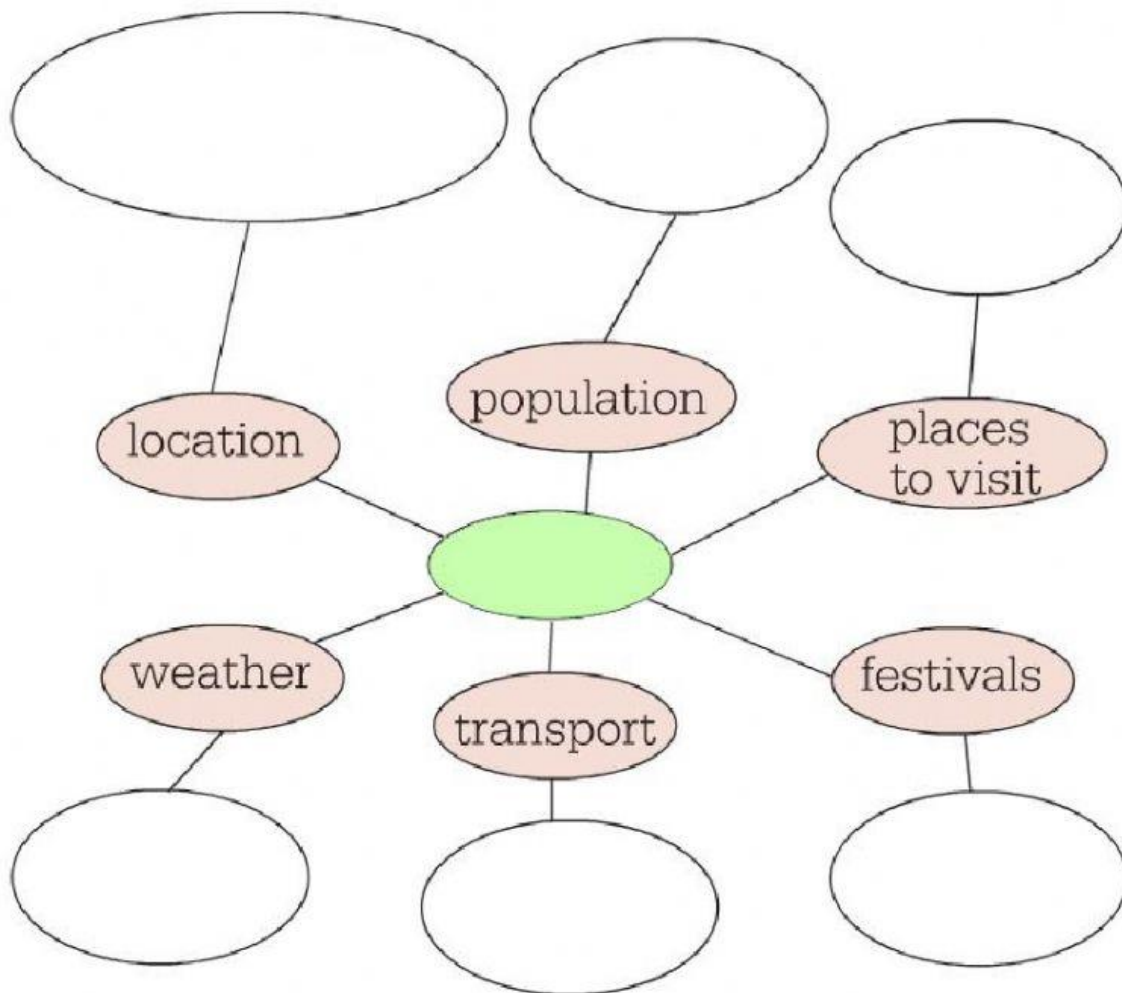 population
location
places
to visit
weather
festivals
transport